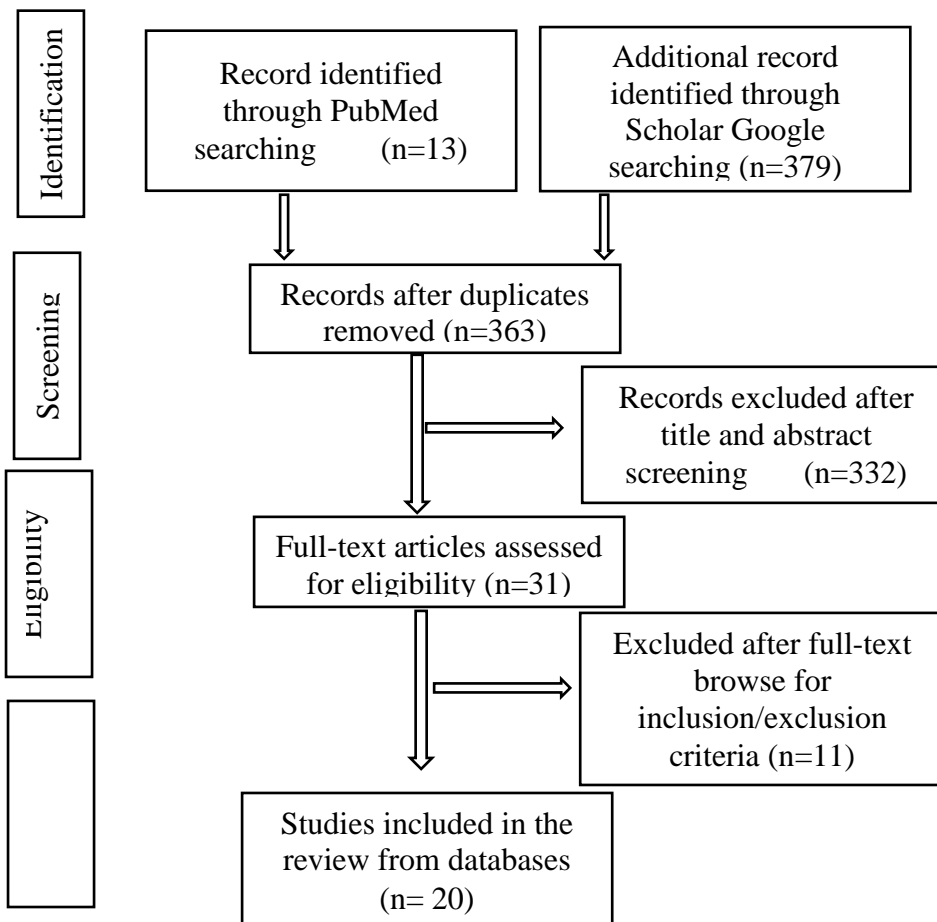 Identification
Record identified
through PubMed
searching (n=13)
Additional record
identified through
Scholar Google
searching (n=379)
Screening
Records after duplicates
removed (n=363)
Records excluded after
title and abstract
screening (n=332)
Eligibility
Full-text articles assessed
for eligibility (n=31)
Excluded after full-text
browse for
inclusion/exclusion
criteria (n=11)
Studies included in the
review from databases
(n= 20)